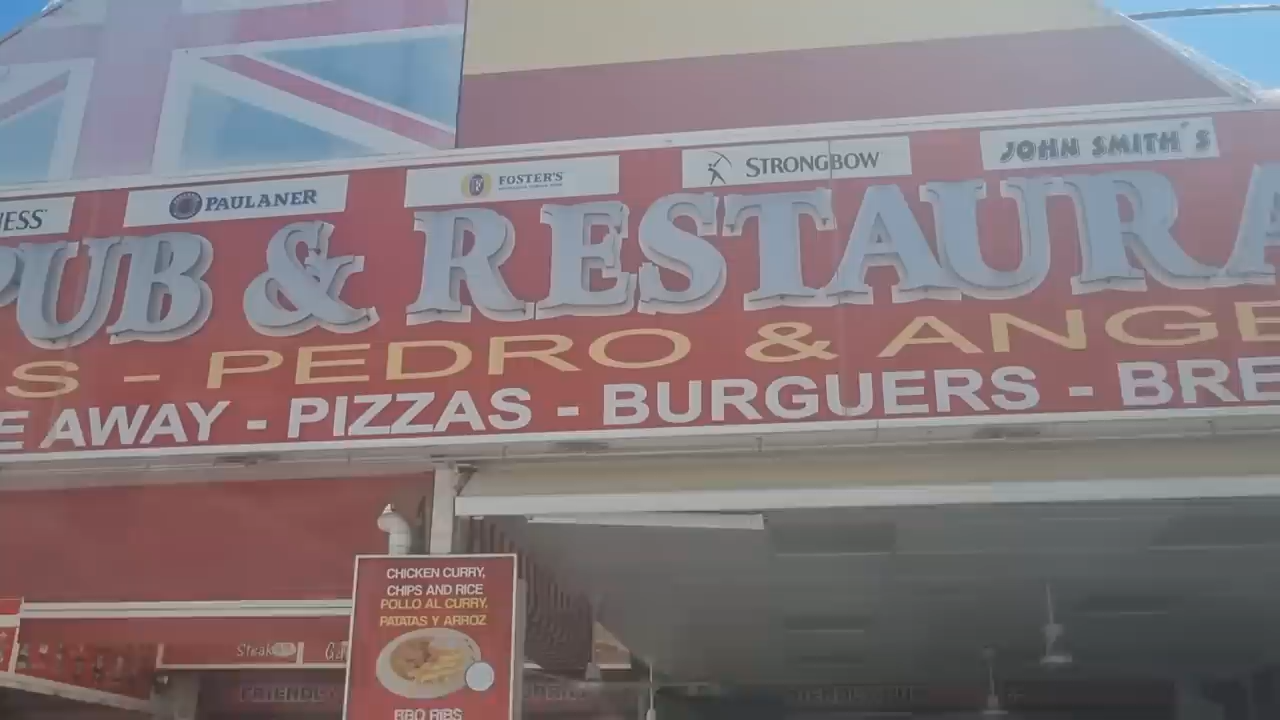 PAULANER
FOSTER'S
STRONGBOW
JOHN SMITH´S
PUB & RESTAURA
S - PEDRO & ANGE
E AWAY - PIZZAS - BURGUERS - BRE
CHICKEN CURRY,
CHIPS AND RICE
POLLO AL CURRY,
PATATAS Y ARROZ
BBQ RIBS
Steak
FRIENDLY